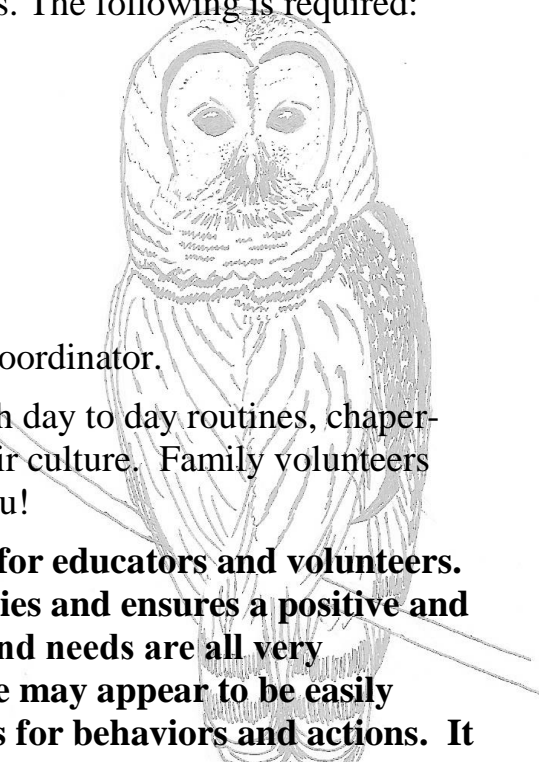 s. The following is required:
oordinator.
h day to day routines, chaper-
ir culture. Family volunteers
u!
for educators and volunteers.
ies and ensures a positive and
nd needs are all very
e may appear to be easily
s for behaviors and actions. It